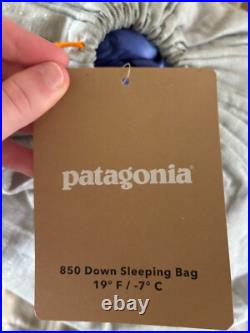 patagonia®
850 Down Sleeping Bag
19° F / -7° C